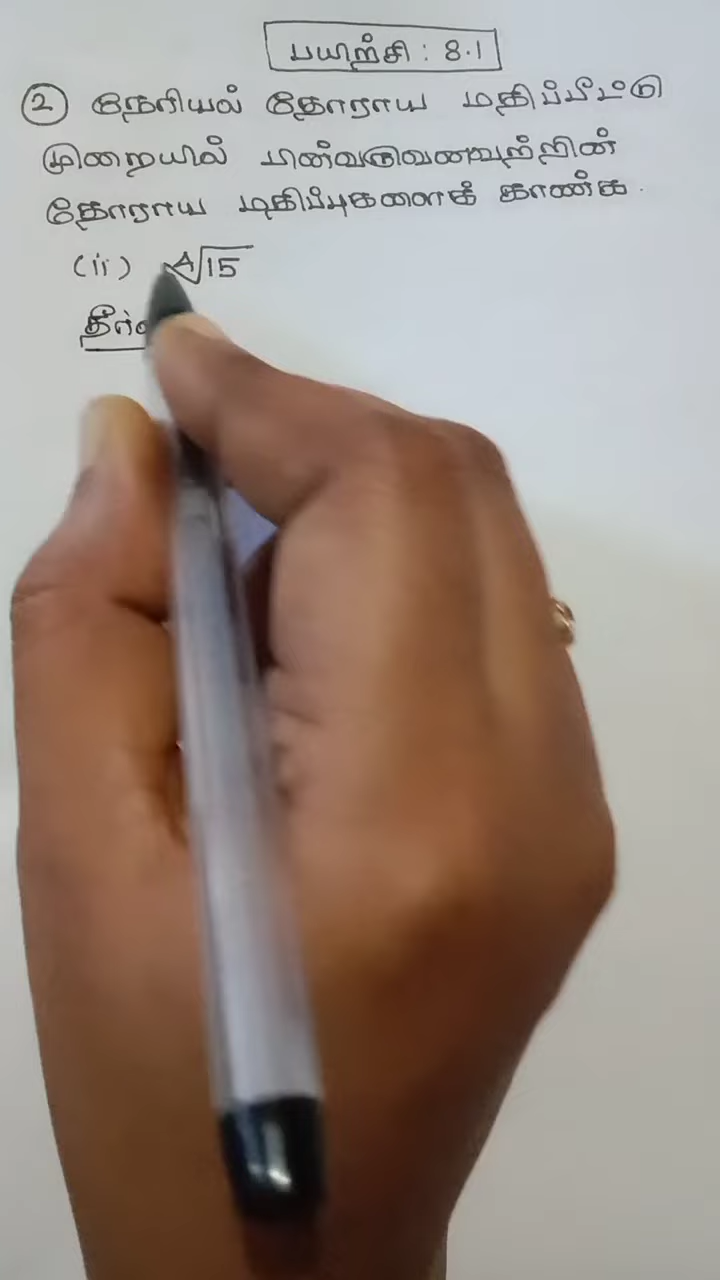 பயிற்சி : 8.1
② நேரியல் தோராய மதிப்பீட்டு
முறையில் பின்வருவனவற்றின்
தோராய மதிப்புகளைக் காண்க.
(ii) ∜15